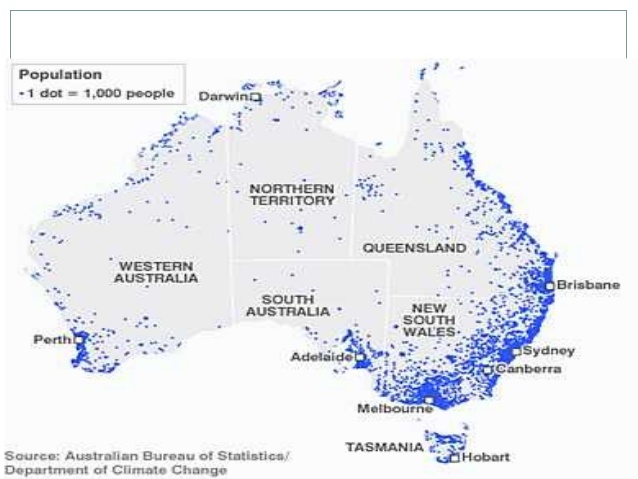 Population
· 1 dot = 1,000 people
Darwin
NORTHERN
TERRITORY
QUEENSLAND
WESTERN
AUSTRALIA
Brisbane
SOUTH
AUSTRALIA
NEW
SOUTH
WALES
Perth
Sydney
Adelaide
Canberra
Melbourne
TASMANIA
Hobart
Source: Australian Bureau of Statistics/
Department of Climate Change